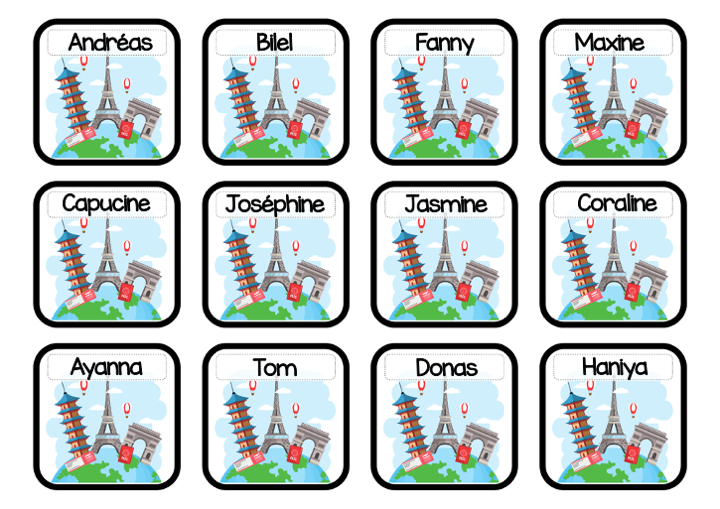 Andréas
Bilel
Fanny
Maxine
Capucine
Joséphine
Jasmine
Coraline
Ayanna
Tom
Donas
Haniya